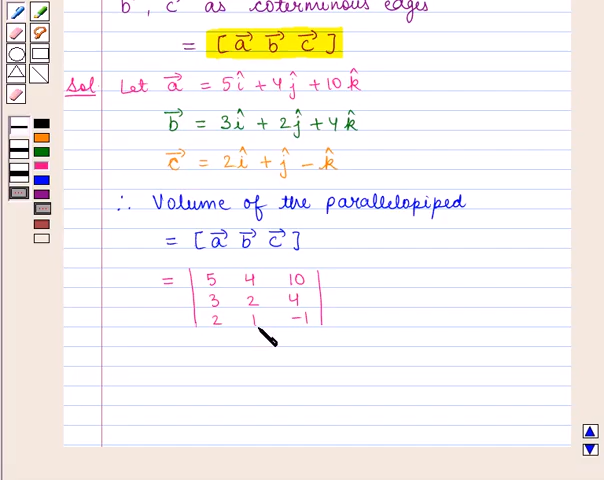 b⃗, c⃗ as coterminous edges
= [a⃗ b⃗ c⃗]
Sol Let a⃗ = 5î + 4ĵ + 10k̂
b⃗ = 3î + 2ĵ + 4k̂
c⃗ = 2î + ĵ - k̂
∴ Volume of the parallelopiped
= [a⃗ b⃗ c⃗]
= | 5 4 10 |
| 3 2 4 |
| 2 1 -1 |